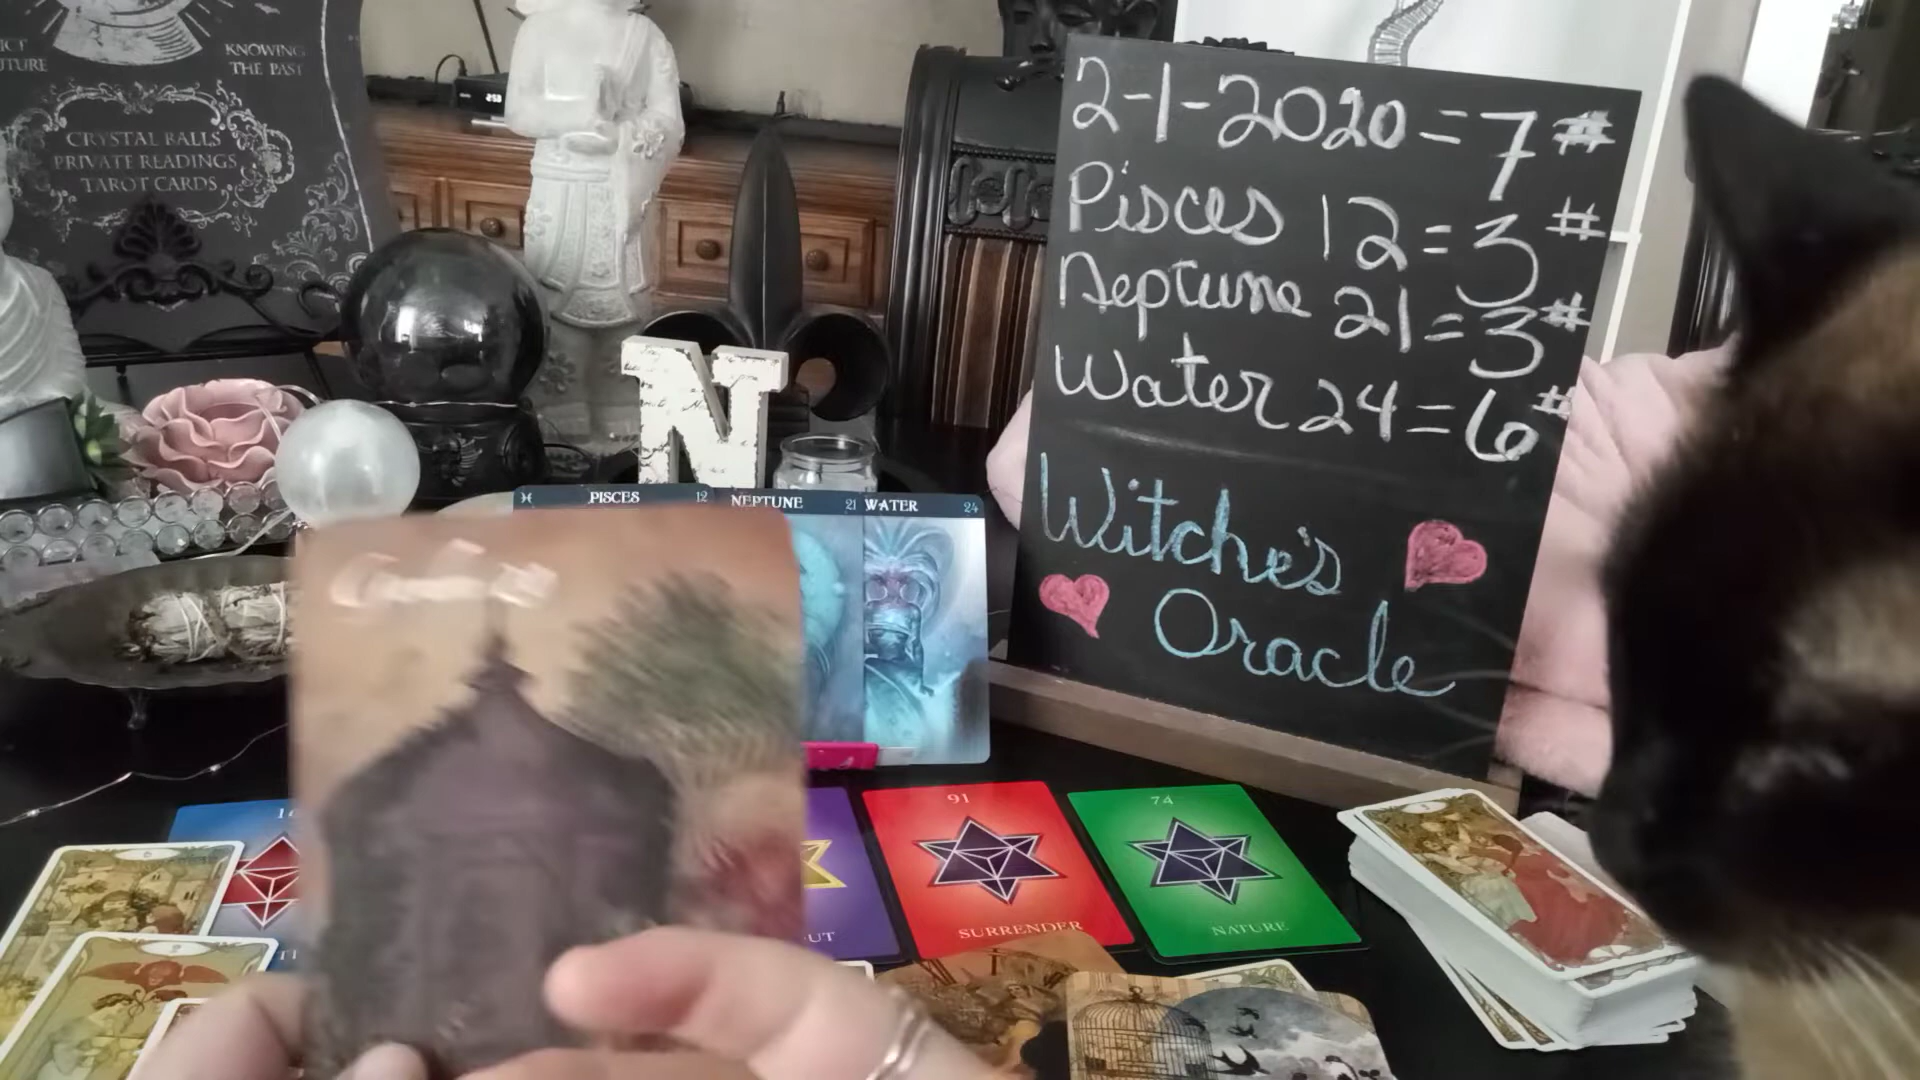 KNOWING
THE PAST
CRYSTAL BALLS
PRIVATE READINGS
TAROT CARDS
2-1-2020=7#
Pisces 12=3#
Neptune 21=3#
Water 24=6#
Witche's
Oracle
N
PISCES 12
NEPTUNE 21
WATER 24
91
SURRENDER
74
NATURE